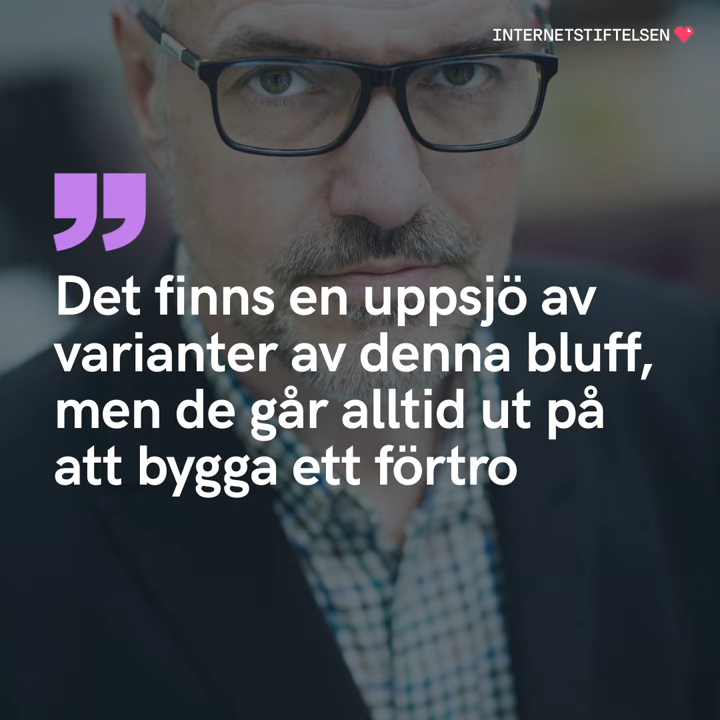 INTERNETSTIFTELSEN
Det finns en uppsjö av
varianter av denna bluff,
men de går alltid ut på
att bygga ett förtro